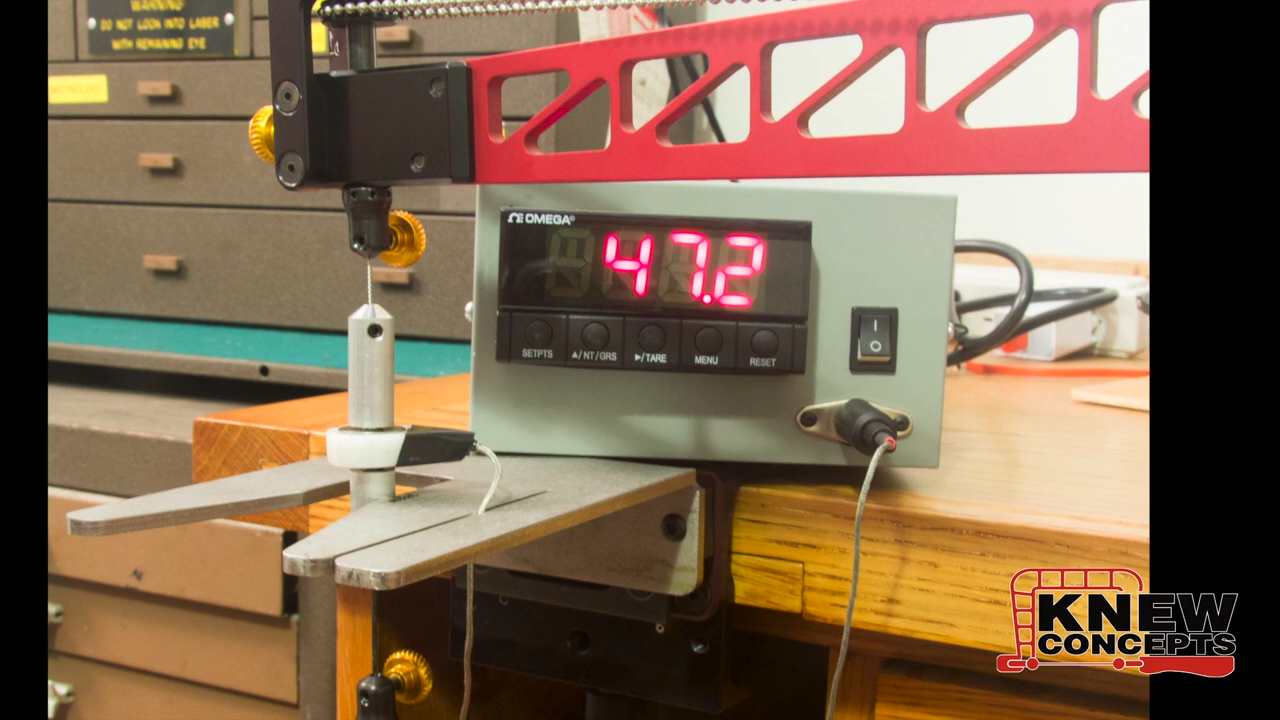 WARNING
DO NOT LOOK INTO LASER
WITH REMAINING EYE
OMEGA®
47.2
SETPTS
▲/NT/GRS
▶/TARE
MENU
RESET
I
O
KNEW
CONCEPTS